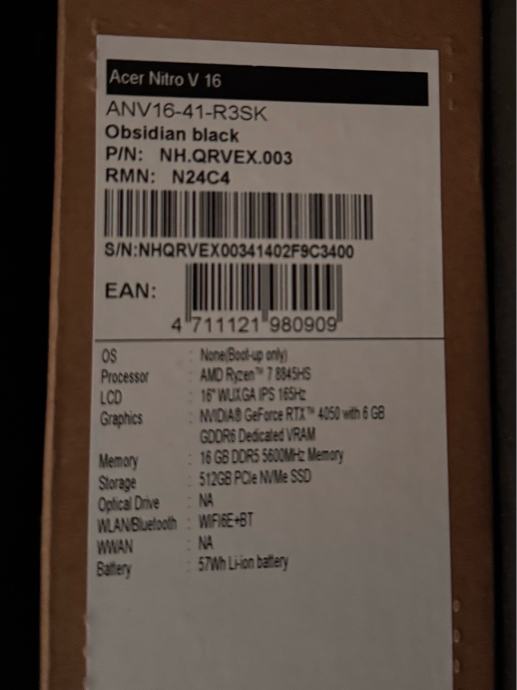 Acer Nitro V 16
ANV16-41-R3SK
Obsidian black
P/N: NH.QRVEX.003
RMN: N24C4
S/N:NHQRVEX00341402F9C3400
EAN:
4 711121 980909
OS : None(Boot-up only)
Processor : AMD Ryzen™ 7 8845HS
LCD : 16" WUXGA IPS 165Hz
Graphics : NVIDIA® GeForce RTX™ 4050 with 6 GB
GDDR6 Dedicated VRAM
Memory : 16 GB DDR5 5600MHz Memory
Storage : 512GB PCIe NVMe SSD
Optical Drive : NA
WLAN/Bluetooth : WIFI6E+BT
WWAN : NA
Battery : 57Wh Li-ion battery